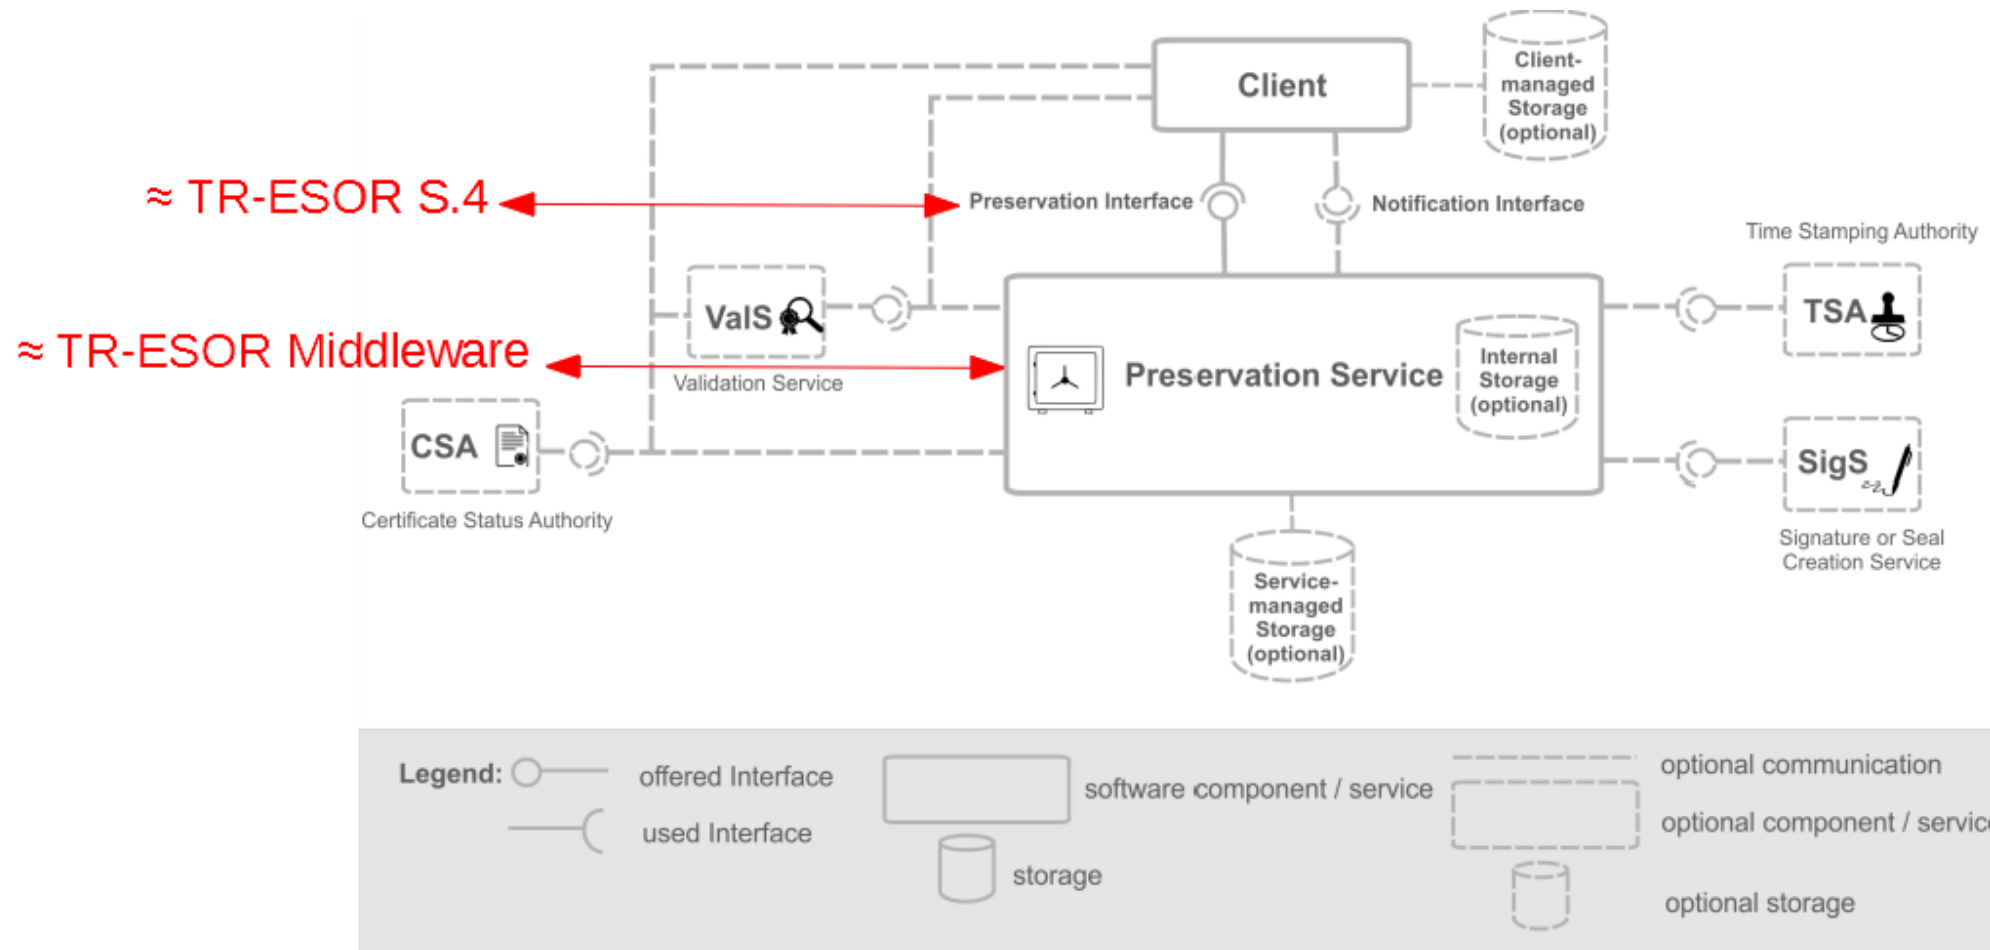 Client
Client-
managed
Storage
(optional)
≈ TR-ESOR S.4
Preservation Interface
Notification Interface
Time Stamping Authority
ValS
TSA
≈ TR-ESOR Middleware
Validation Service
Preservation Service
Internal
Storage
(optional)
CSA
SigS
Certificate Status Authority
Signature or Seal
Creation Service
Service-
managed
Storage
(optional)
Legend:
offered Interface
used Interface
software component / service
storage
optional communication
optional component / service
optional storage